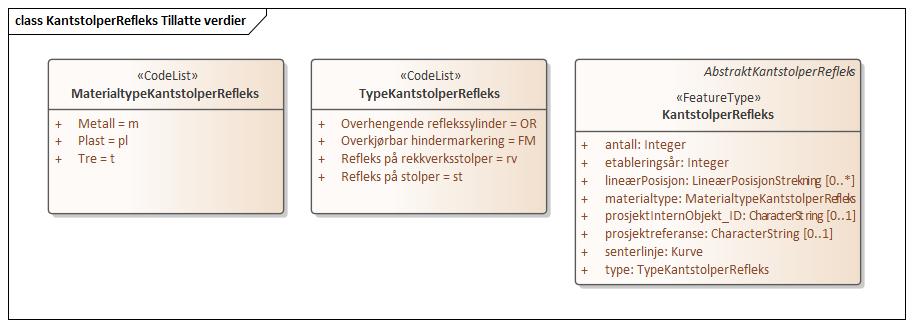 class KantstolperRefleks Tillatte verdier
«CodeList»
MaterialtypeKantstolperRefleks
+ Metall = m
+ Plast = pl
+ Tre = t
«CodeList»
TypeKantstolperRefleks
+ Overhengende reflekssylinder = OR
+ Overkjørbar hindermarkering = FM
+ Refleks på rekkverksstolper = rv
+ Refleks på stolper = st
AbstraktKantstolperRefleks
«FeatureType»
KantstolperRefleks
+ antall: Integer
+ etableringsår: Integer
+ lineærPosisjon: LineærPosisjonStrekning [0..*]
+ materialtype: MaterialtypeKantstolperRefleks
+ prosjektInternObjekt_ID: CharacterString [0..1]
+ prosjektreferanse: CharacterString [0..1]
+ senterlinje: Kurve
+ type: TypeKantstolperRefleks